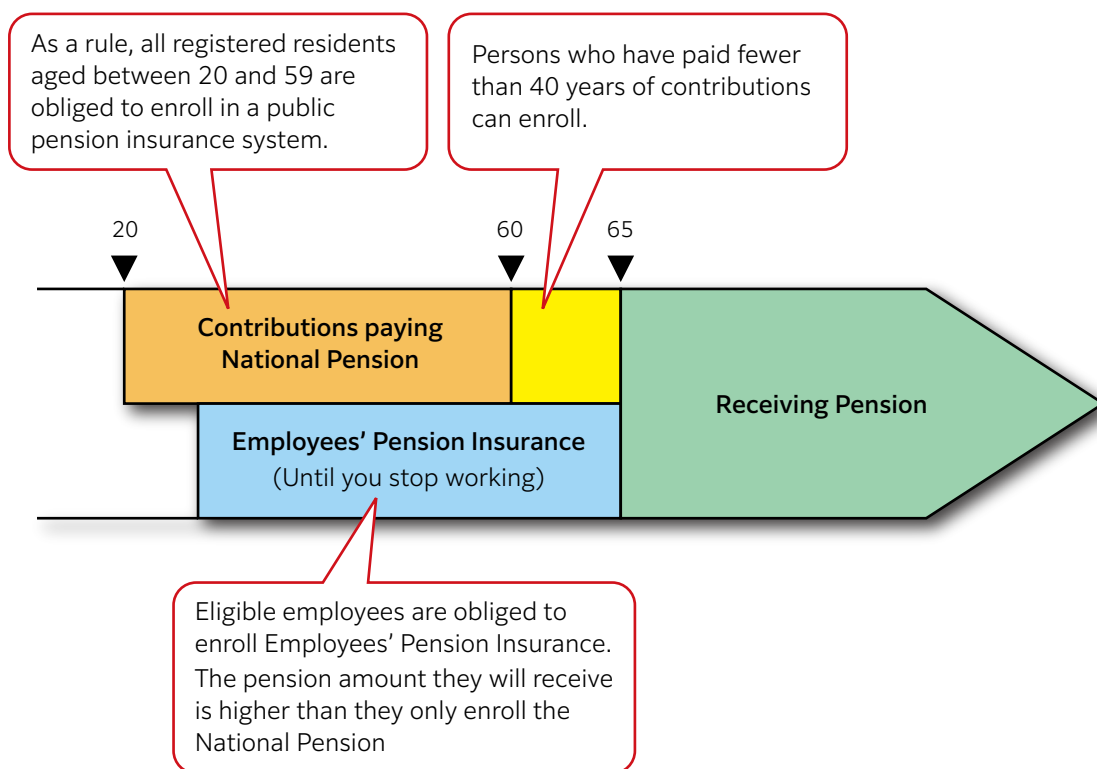 As a rule, all registered residents
aged between 20 and 59 are
obliged to enroll in a public
pension insurance system.
Persons who have paid fewer
than 40 years of contributions
can enroll.
20
60
65
Contributions paying
National Pension
Receiving Pension
Employees’ Pension Insurance
(Until you stop working)
Eligible employees are obliged to
enroll Employees’ Pension Insurance.
The pension amount they will receive
is higher than they only enroll the
National Pension